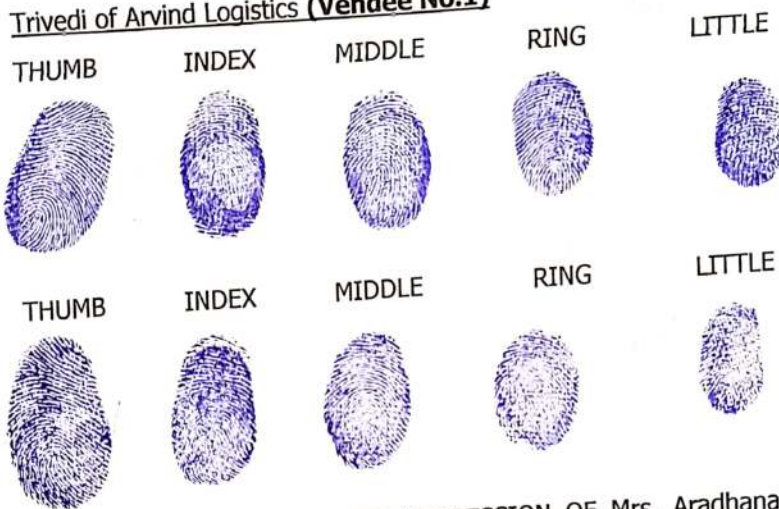 Trivedi of Arvind Logistics (Vendee No.1)
THUMB INDEX MIDDLE RING LITTLE
THUMB INDEX MIDDLE RING LITTLE
OF Mrs. Aradhana